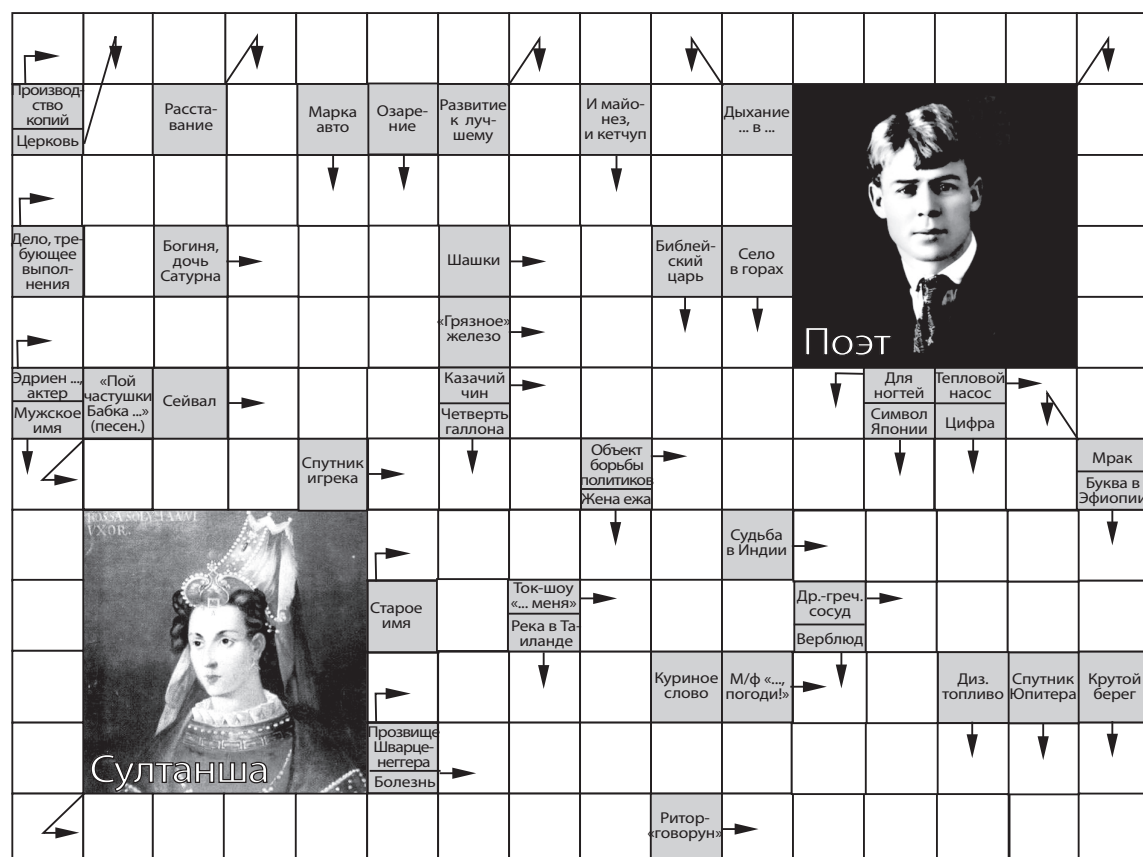 Производ-
ство
копий
Церковь
Расста-
вание
Марка
авто
Озаре-
ние
Развитие
к луч-
шему
И майо-
нез,
и кетчуп
Дыхание
... в ...
Дело, тре-
бующее
выпол-
нения
Богиня,
дочь
Сатурна
Шашки
Библей-
ский
царь
Село
в горах
«Грязное»
железо
Поэт
Эдриен ...,
актер
Мужское
имя
«Пой
частушки
Бабка ...»
(песен.)
Сейвал
Казачий
чин
Четверть
галлона
Для
ногтей
Символ
Японии
Тепловой
насос
Цифра
Спутник
игрека
Объект
борьбы
политиков
Жена ежа
Мрак
Буква в
Эфиопии
ROSSA SOLYMANNI
VXOR.
Судьба
в Индии
Старое
имя
Ток-шоу
«... меня»
Река в Та-
иланде
Др.-греч.
сосуд
Верблюд
Куриное
слово
М/ф «...,
погоди!»
Диз.
топливо
Спутник
Юпитера
Крутой
берег
Султанша
Прозвище
Шварце-
неггера
Болезнь
Ритор-
«говорун»